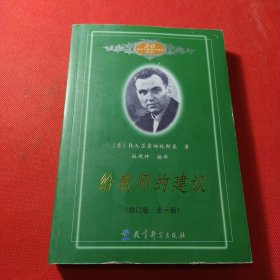 20
[苏] B.A.苏霍姆林斯基 著
杜殿坤 编译
给教师的建议
(修订版 全一册)
教育科学出版社